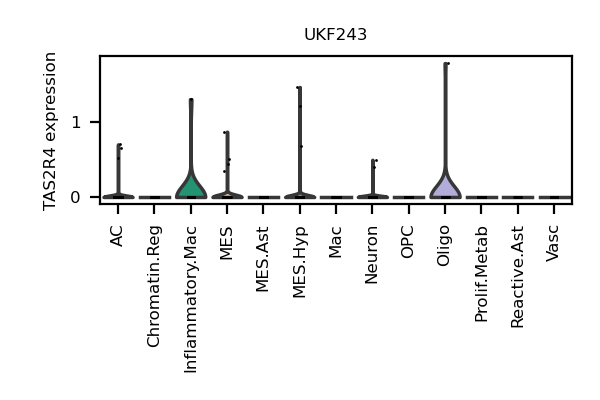 UKF243
TAS2R4 expression
1
0
AC
Chromatin.Reg
Inflammatory.Mac
MES
MES.Ast
MES.Hyp
Mac
Neuron
OPC
Oligo
Prolif.Metab
Reactive.Ast
Vasc